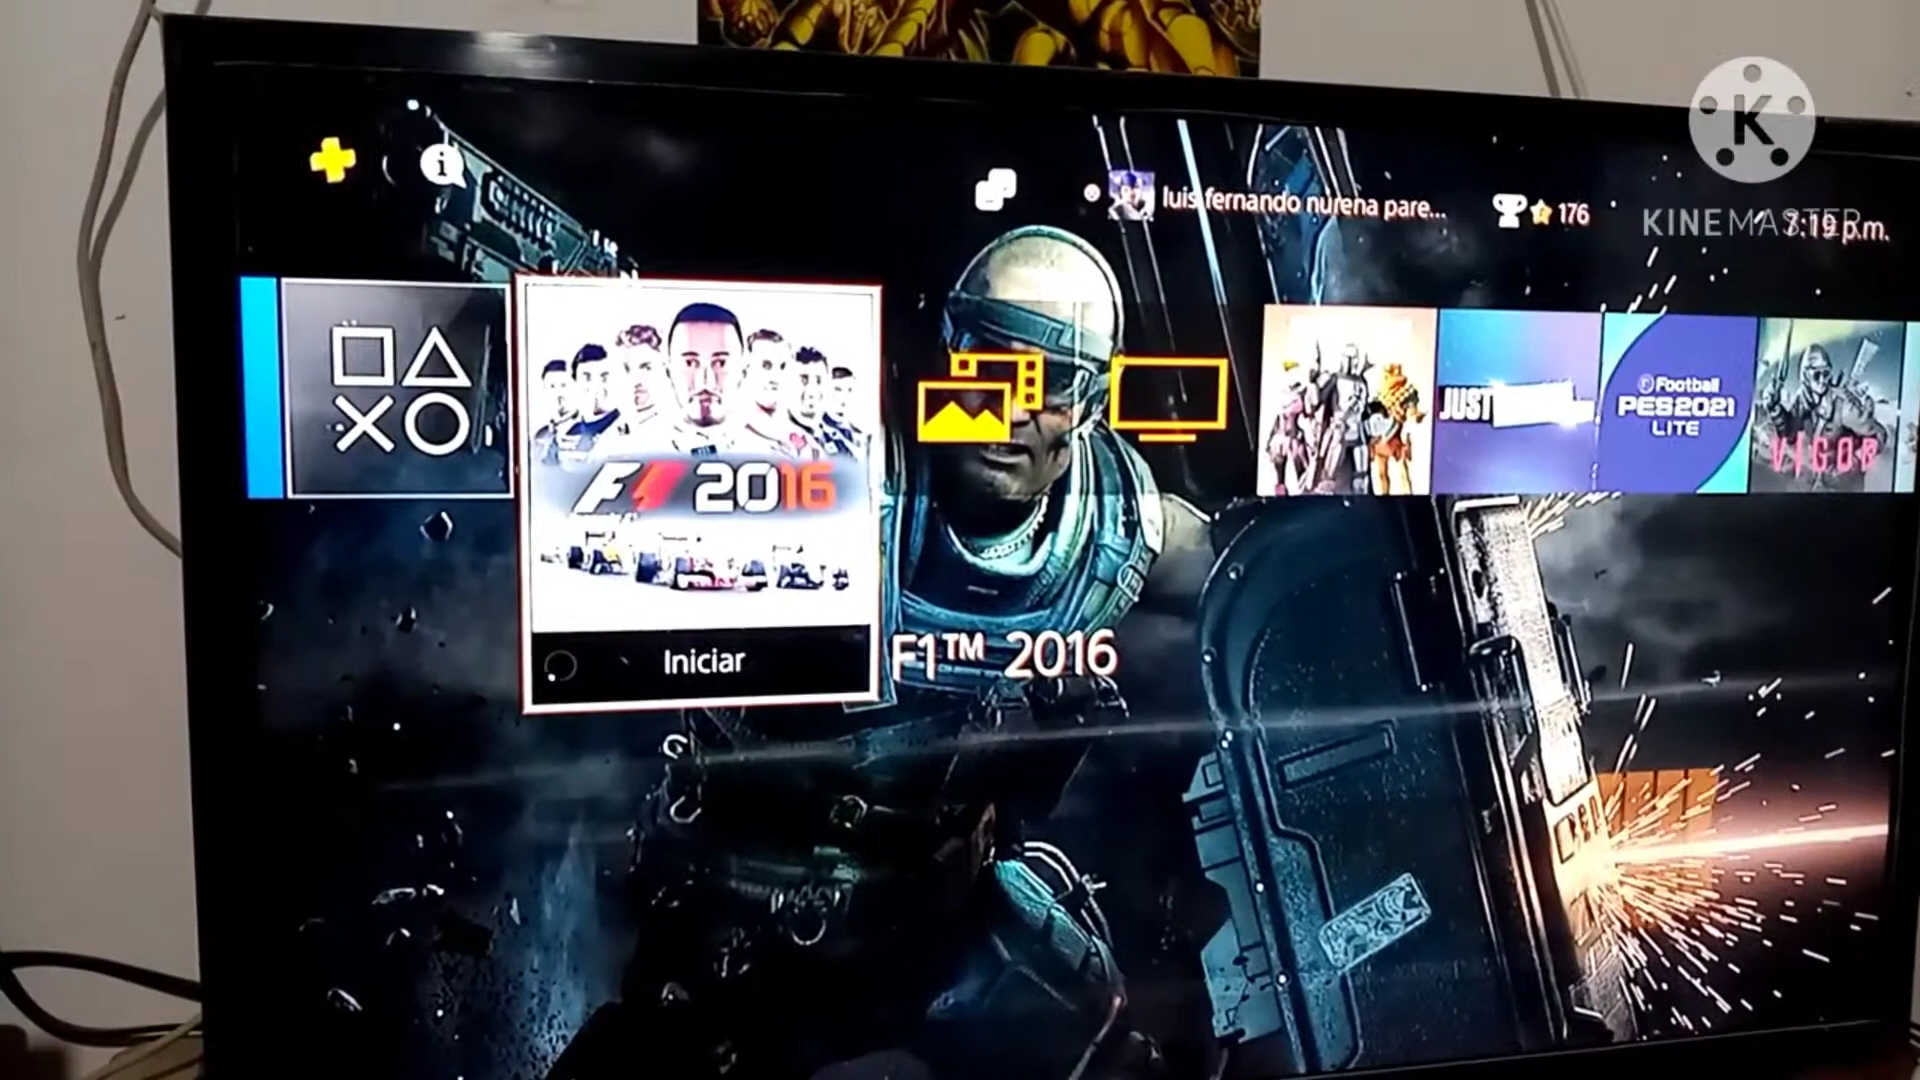 luis fernando nurena pare...
176
7:19 p.m.
K
KINEMASTER
F1 2016
JUST
Football
PES2021
LITE
VIGOR
Iniciar
F1™ 2016